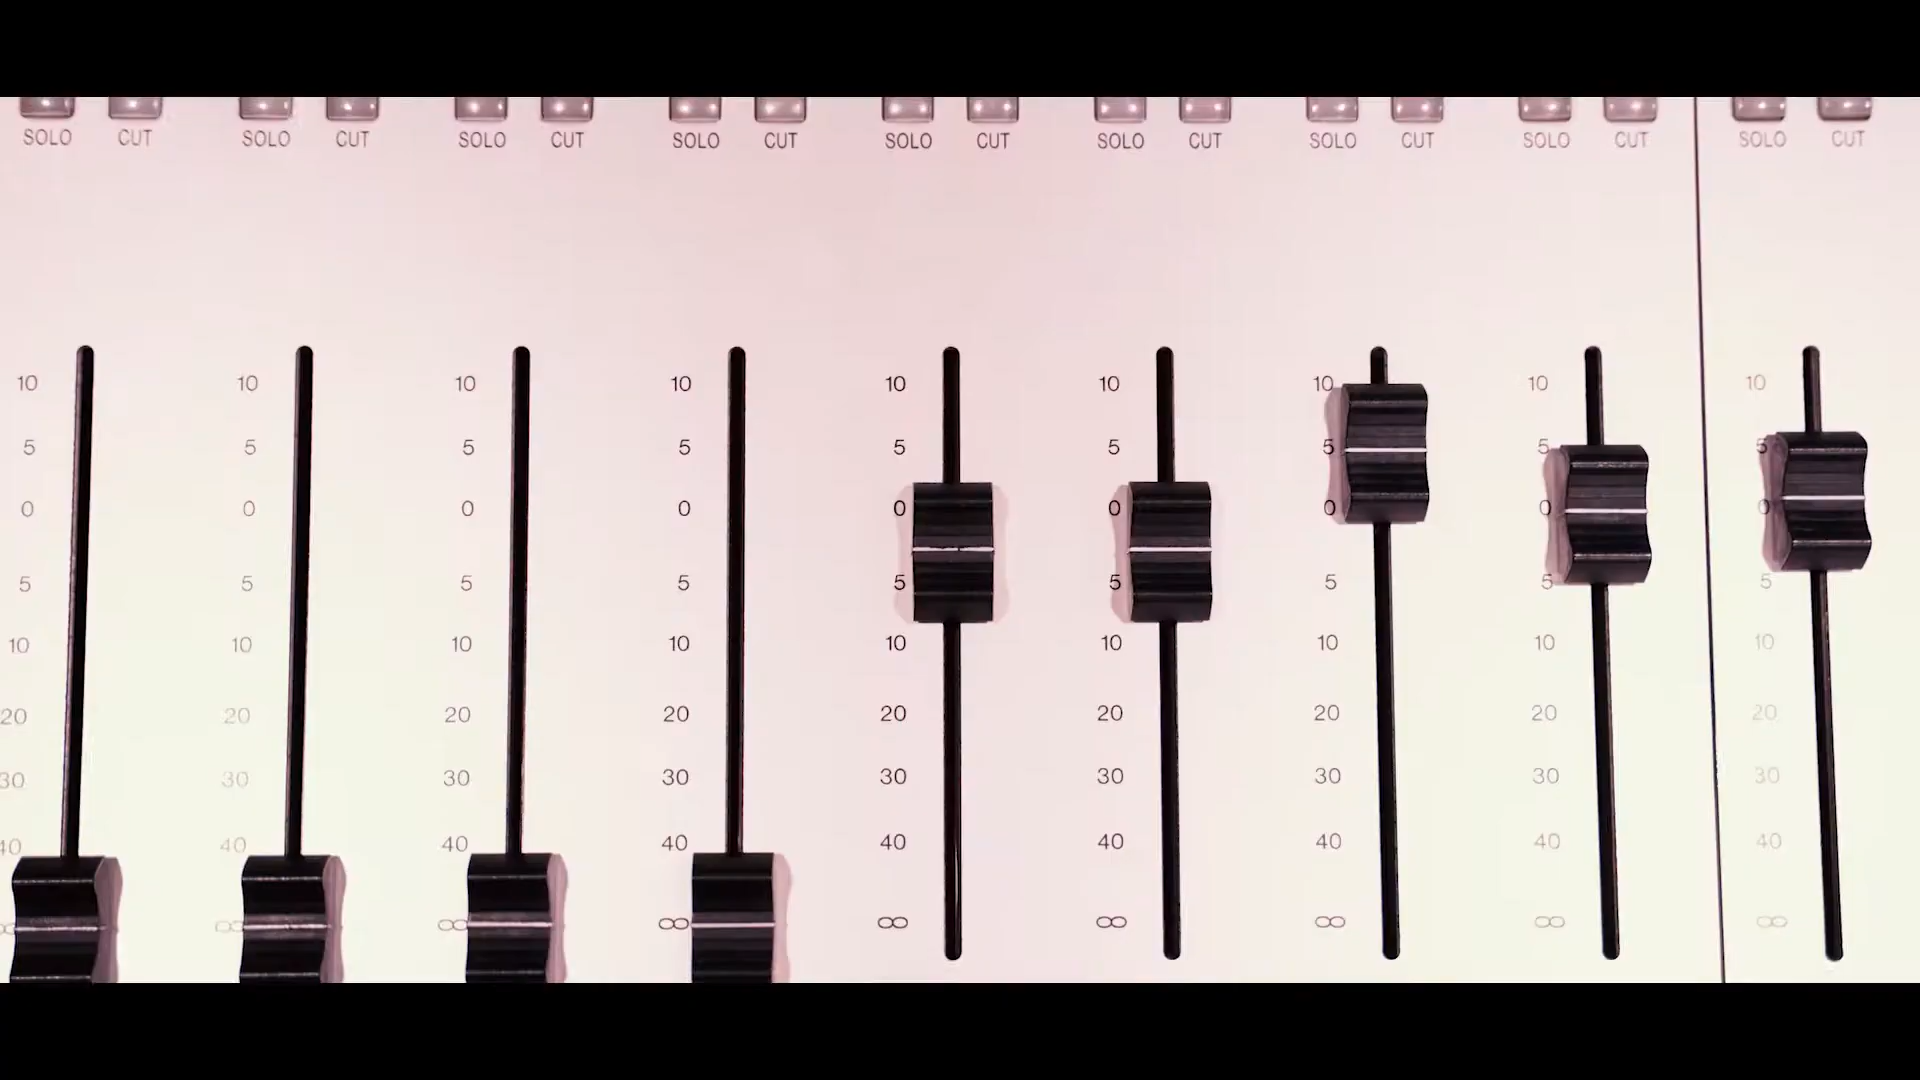 SOLO CUT SOLO CUT SOLO CUT SOLO CUT SOLO CUT SOLO CUT SOLO CUT SOLO CUT SOLO CUT
10 10 10 10 10 10 10 10 10
5 5 5 5 5 5 5 5 5
0 0 0 0 0 0 0 0 0
5 5 5 5 5 5 5 5 5
10 10 10 10 10 10 10 10 10
20 20 20 20 20 20 20 20 20
30 30 30 30 30 30 30 30 30
40 40 40 40 40 40 40 40 40
∞ ∞ ∞ ∞ ∞ ∞ ∞ ∞ ∞